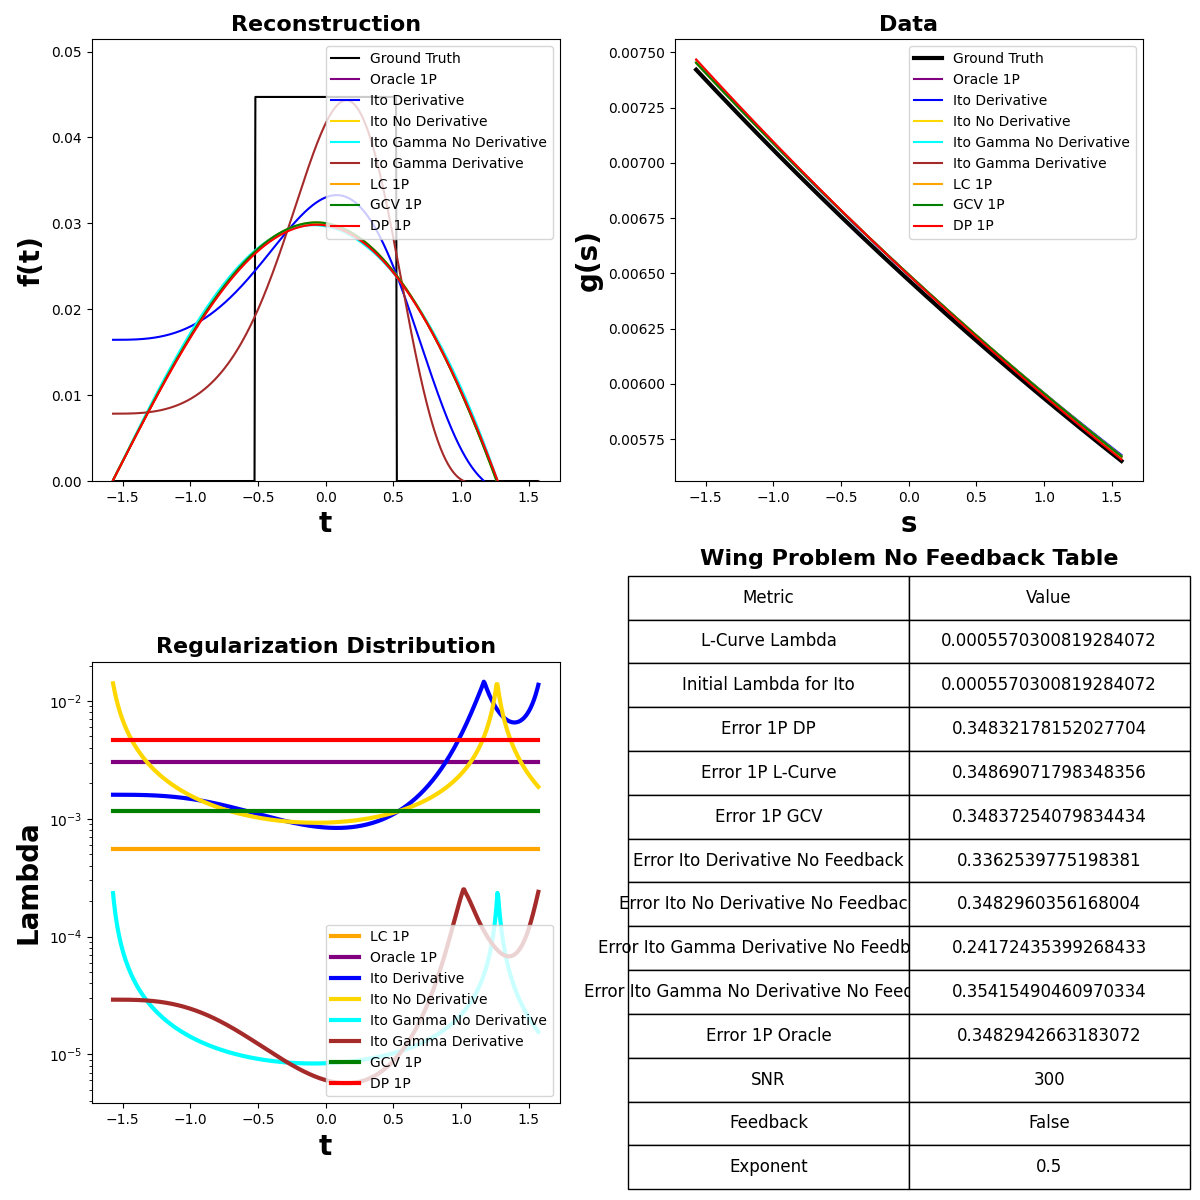 Reconstruction
0.05
0.04
0.03
0.02
0.01
0.00
f(t)
Ground Truth
Oracle 1P
Ito Derivative
Ito No Derivative
Ito Gamma No Derivative
Ito Gamma Derivative
LC 1P
GCV 1P
DP 1P
−1.5 −1.0 −0.5 0.0 0.5 1.0 1.5
t
Data
0.00750
0.00725
0.00700
0.00675
0.00650
0.00625
0.00600
0.00575
g(s)
Ground Truth
Oracle 1P
Ito Derivative
Ito No Derivative
Ito Gamma No Derivative
Ito Gamma Derivative
LC 1P
GCV 1P
DP 1P
−1.5 −1.0 −0.5 0.0 0.5 1.0 1.5
s
Regularization Distribution
10⁻²
10⁻³
10⁻⁴
10⁻⁵
Lambda
LC 1P
Oracle 1P
Ito Derivative
Ito No Derivative
Ito Gamma No Derivative
Ito Gamma Derivative
GCV 1P
DP 1P
−1.5 −1.0 −0.5 0.0 0.5 1.0 1.5
t
Wing Problem No Feedback Table
Metric Value
L-Curve Lambda 0.0005570300819284072
Initial Lambda for Ito 0.0005570300819284072
Error 1P DP 0.34832178152027704
Error 1P L-Curve 0.34869071798348356
Error 1P GCV 0.34837254079834434
Error Ito Derivative No Feedback 0.3362539775198381
Error Ito No Derivative No Feedbac 0.3482960356168004
Error Ito Gamma Derivative No Feedb 0.24172435399268433
Error Ito Gamma No Derivative No Feed 0.35415490460970334
Error 1P Oracle 0.3482942663183072
SNR 300
Feedback False
Exponent 0.5